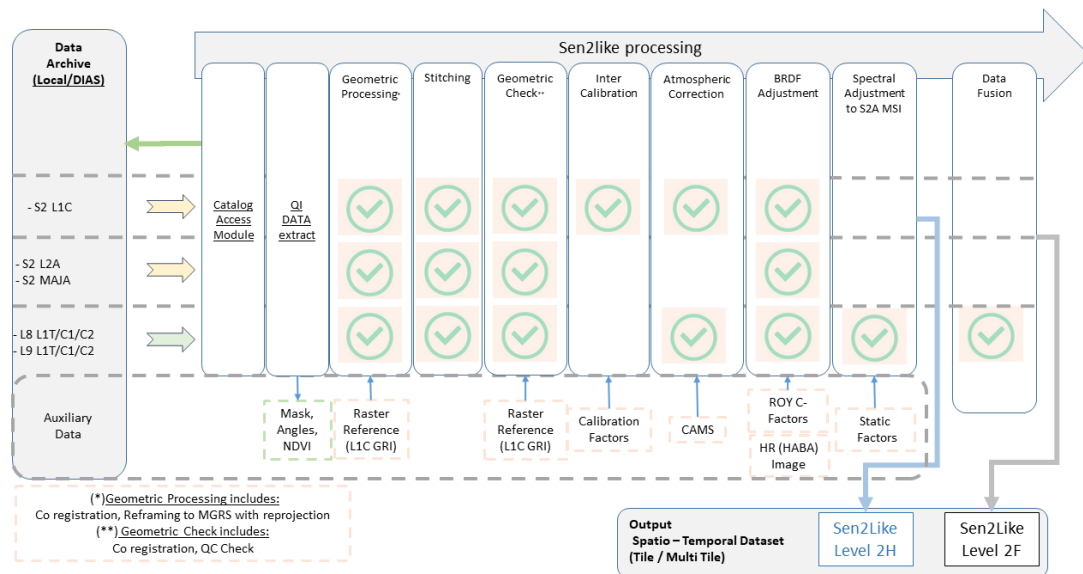 Data
Archive
(Local/DIAS)
Sen2like processing
Geometric
Processing*
Stitching
Geometric
Check**
Inter
Calibration
Atmospheric
Correction
BRDF
Adjustment
Spectral
Adjustment
to S2A MSI
Data
Fusion
- S2 L1C
Catalog
Access
Module
QI
DATA
extract
- S2 L2A
- S2 MAJA
- L8 L1T/C1/C2
- L9 L1T/C1/C2
Auxiliary
Data
Mask,
Angles,
NDVI
Raster
Reference
(L1C GRI)
Raster
Reference
(L1C GRI)
Calibration
Factors
CAMS
ROY C-
Factors
HR (HABA)
Image
Static
Factors
(*)Geometric Processing includes:
Co registration, Reframing to MGRS with reprojection
(**) Geometric Check includes:
Co registration, QC Check
Output
Spatio – Temporal Dataset
(Tile / Multi Tile)
Sen2Like
Level 2H
Sen2Like
Level 2F